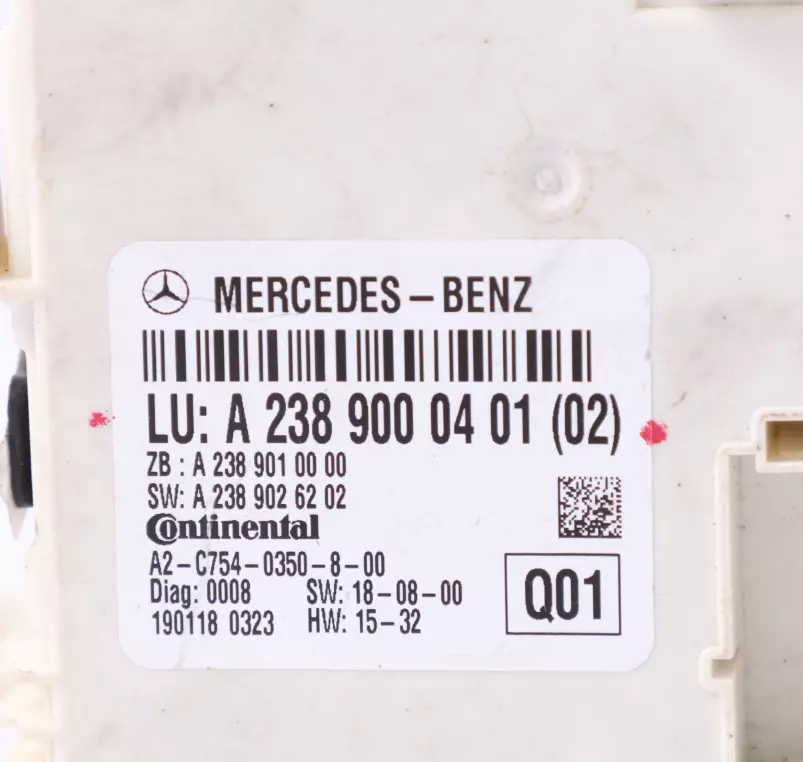 MERCEDES-BENZ
LU: A 238 900 04 01 (02)
ZB : A 238 901 00 00
SW: A 238 902 62 02
Continental
A2-C754-0350-8-00
Diag: 0008 SW: 18-08-00
190118 0323 HW: 15-32
Q01